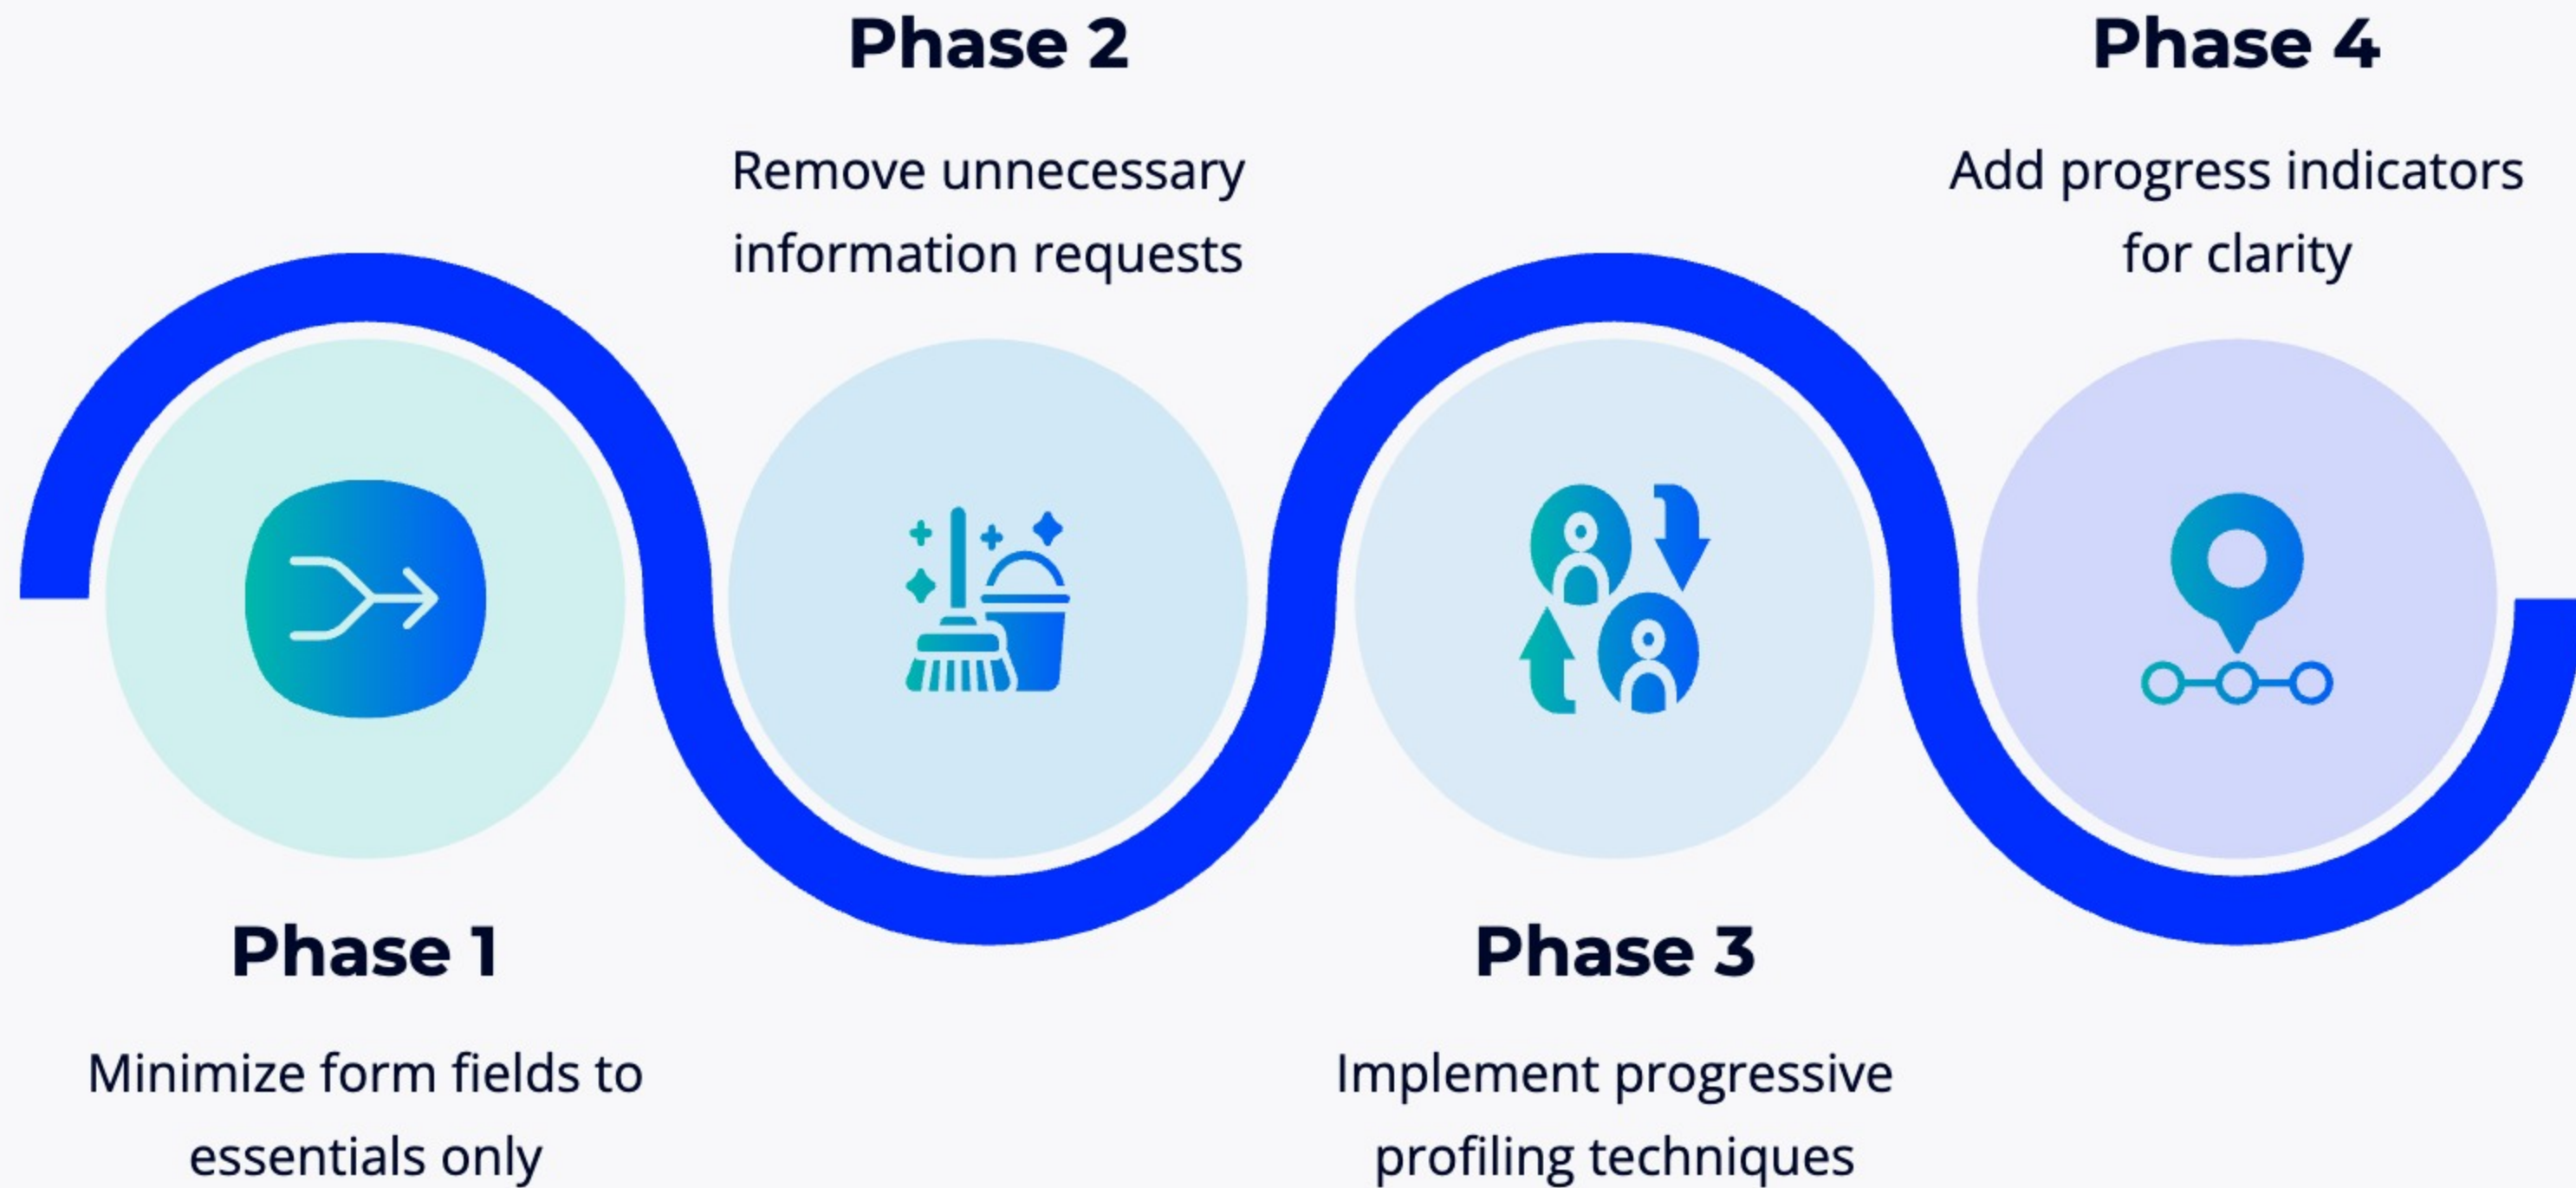 Phase 1
Minimize form fields to
essentials only
Phase 2
Remove unnecessary
information requests
Phase 3
Implement progressive
profiling techniques
Phase 4
Add progress indicators
for clarity